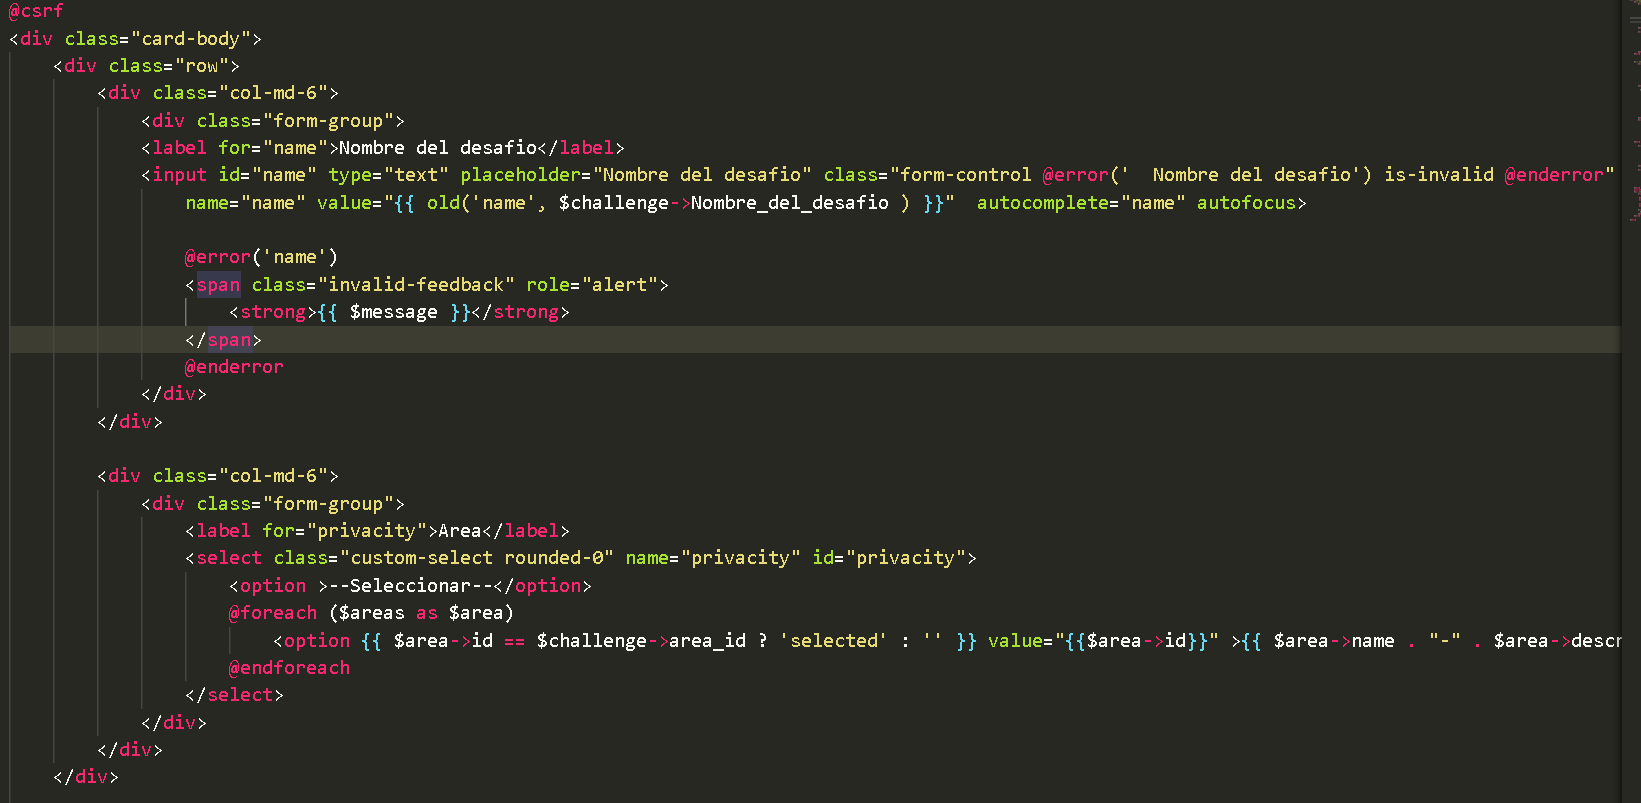 @csrf
<div class="card-body">
<div class="row">
<div class="col-md-6">
<div class="form-group">
<label for="name">Nombre del desafio</label>
<input id="name" type="text" placeholder="Nombre del desafio" class="form-control @error('  Nombre del desafio') is-invalid @enderror"
name="name" value="{{ old('name', $challenge->Nombre_del_desafio ) }}"  autocomplete="name" autofocus>
@error('name')
<span class="invalid-feedback" role="alert">
<strong>{{ $message }}</strong>
</span>
@enderror
</div>
</div>
<div class="col-md-6">
<div class="form-group">
<label for="privacity">Area</label>
<select class="custom-select rounded-0" name="privacity" id="privacity">
<option >--Seleccionar--</option>
@foreach ($areas as $area)
<option {{ $area->id == $challenge->area_id ? 'selected' : '' }} value="{{$area->id}}" >{{ $area->name . "-" . $area->descr
@endforeach
</select>
</div>
</div>
</div>